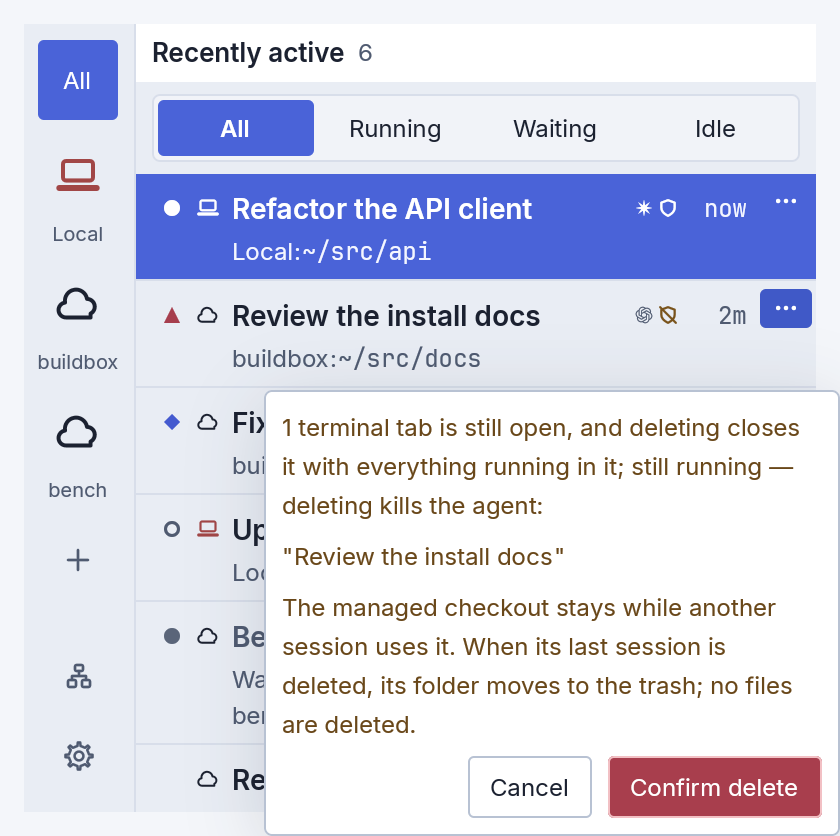 All
Recently active 6
All Running Waiting Idle
Refactor the API client now
Local:~/src/api
Local
Review the install docs 2m
buildbox:~/src/docs
buildbox
1 terminal tab is still open, and deleting closes
it with everything running in it; still running —
deleting kills the agent:
"Review the install docs"
The managed checkout stays while another
session uses it. When its last session is
deleted, its folder moves to the trash; no files
are deleted.
Cancel Confirm delete
bench